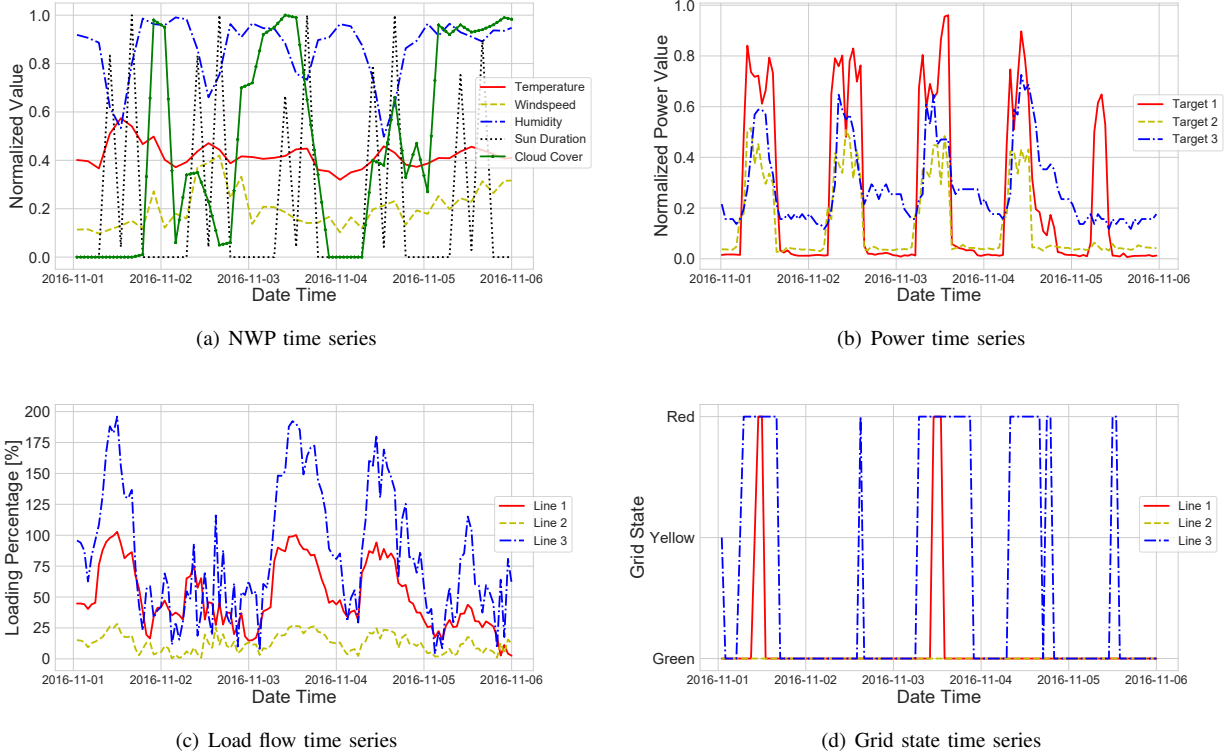 1.0
0.8
0.6
0.4
0.2
0.0
Normalized Value
Temperature
Windspeed
Humidity
Sun Duration
Cloud Cover
2016-11-01 2016-11-02 2016-11-03 2016-11-04 2016-11-05 2016-11-06
Date Time
(a) NWP time series
1.0
0.8
0.6
0.4
0.2
0.0
Normalized Power Value
Target 1
Target 2
Target 3
2016-11-01 2016-11-02 2016-11-03 2016-11-04 2016-11-05 2016-11-06
Date Time
(b) Power time series
200
175
150
125
100
75
50
25
0
Loading Percentage [%]
Line 1
Line 2
Line 3
2016-11-01 2016-11-02 2016-11-03 2016-11-04 2016-11-05 2016-11-06
Date Time
(c) Load flow time series
Red
Yellow
Green
Grid State
Line 1
Line 2
Line 3
2016-11-01 2016-11-02 2016-11-03 2016-11-04 2016-11-05 2016-11-06
Date Time
(d) Grid state time series